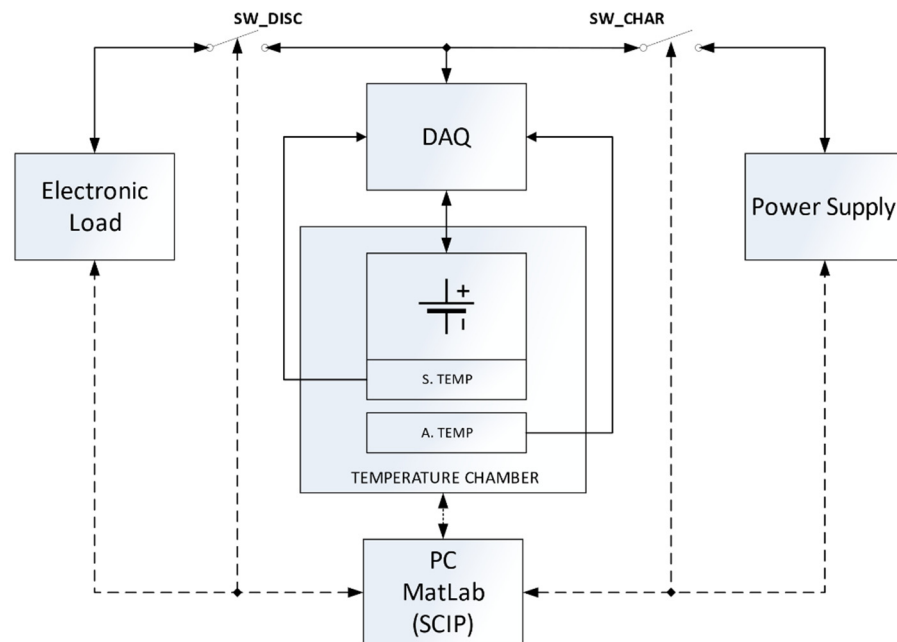 SW_DISC
SW_CHAR
DAQ
Electronic
Load
Power Supply
+
S. TEMP
A. TEMP
TEMPERATURE CHAMBER
PC
MatLab
(SCIP)